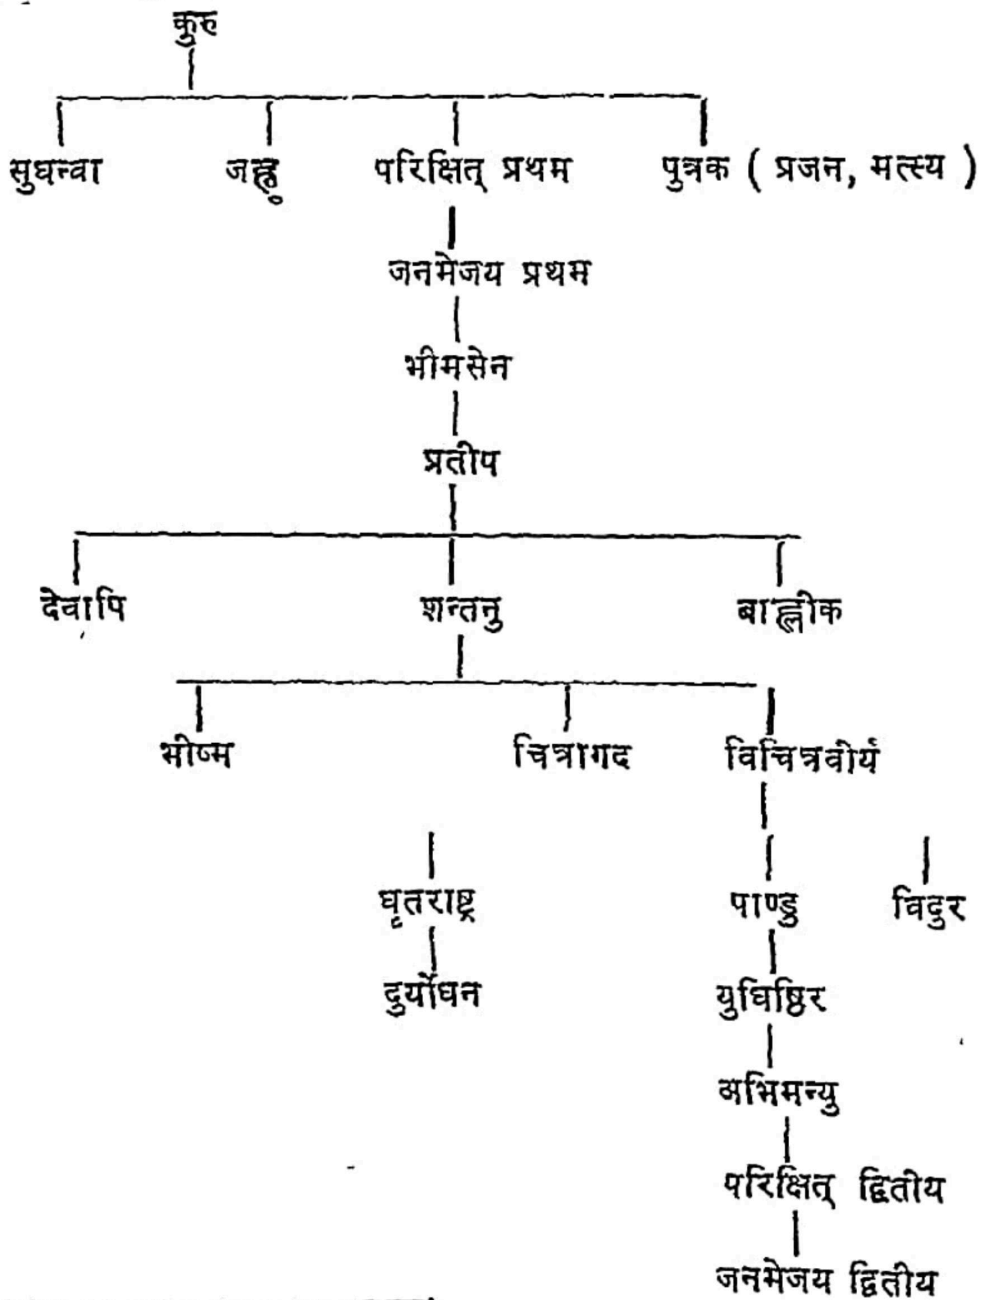 कुरु
सुधन्वा जह्नु परिक्षित् प्रथम पुत्रक ( प्रजन, मत्स्य )
जनमेजय प्रथम
भीमसेन
प्रतीप
देवापि शन्तनु बाह्लीक
भीष्म चित्रागद विचित्रवीर्य
धृतराष्ट्र पाण्डु विदुर
दुर्योधन युधिष्ठिर
अभिमन्यु
परिक्षित् द्वितीय
जनमेजय द्वितीय